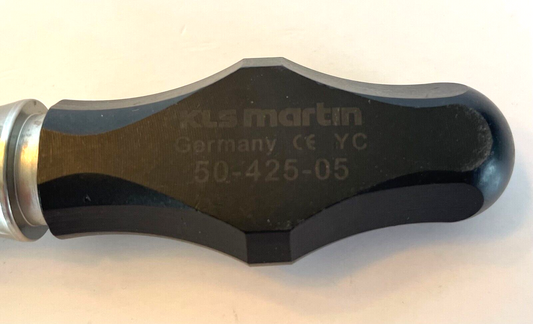 KLS martin
Germany CE YC
50-425-05